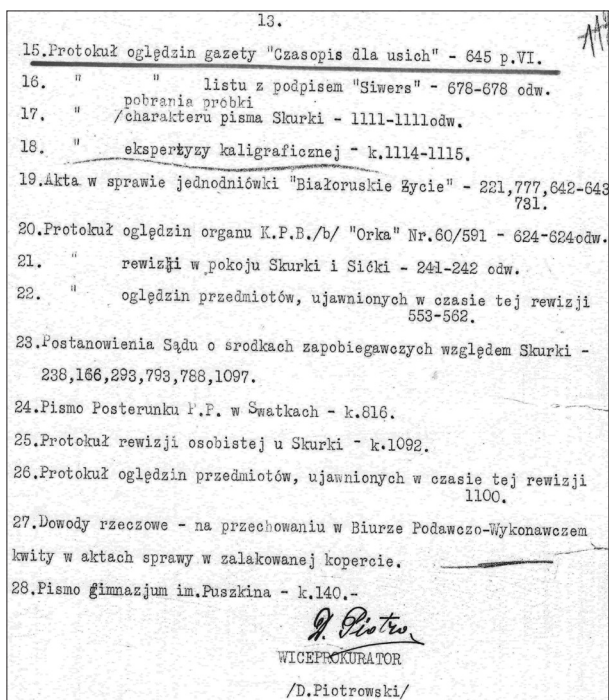 13.
15.Protokuł oględzin gazety "Czasopis dla usich" - 645 p.VI.
16. " " listu z podpisem "Siwers" - 678-678 odw.
pobrania próbki
17. " /charakteru pisma Skurki - 1111-1111odw.
18. " ekspertyzy kaligraficznej - k.1114-1115.
19.Akta w sprawie jednodniówki "Białoruskie Życie" - 221,777,642-643
731.
20.Protokuł oględzin organu K.P.B./b/ "Orka" Nr.60/591 - 624-624odw.
21. " rewizji w pokoju Skurki i Sićki - 241-242 odw.
22. " oględzin przedmiotów, ujawnionych w czasie tej rewizji
553-562.
23.Postanowienia Sądu o srodkach zapobiegawczych względem Skurki -
238,166,293,793,788,1097.
24.Pismo Posterunku P.P. w Swatkach - k.816.
25.Protokuł rewizji osobistej u Skurki - k.1092.
26.Protokuł oględzin przedmiotów, ujawnionych w czasie tej rewizji
1100.
27.Dowody rzeczowe - na przechowaniu w Biurze Podawczo-Wykonawczem
kwity w aktach sprawy w zalakowanej kopercie.
28.Pismo gimnazjum im.Puszkina - k.140.-
D. Piotro
WICEPROKURATOR
/D.Piotrowski/